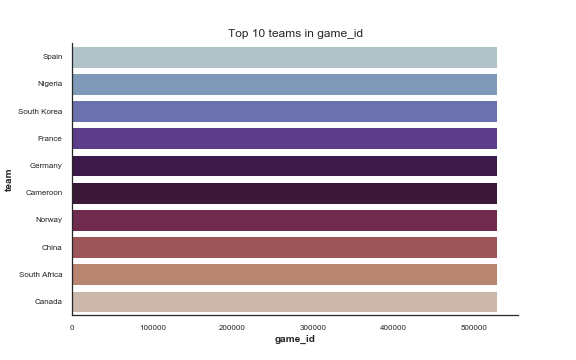 Top 10 teams in game_id
Spain
Nigeria
South Korea
France
Germany
Cameroon
Norway
China
South Africa
Canada
team
0 100000 200000 300000 400000 500000
game_id